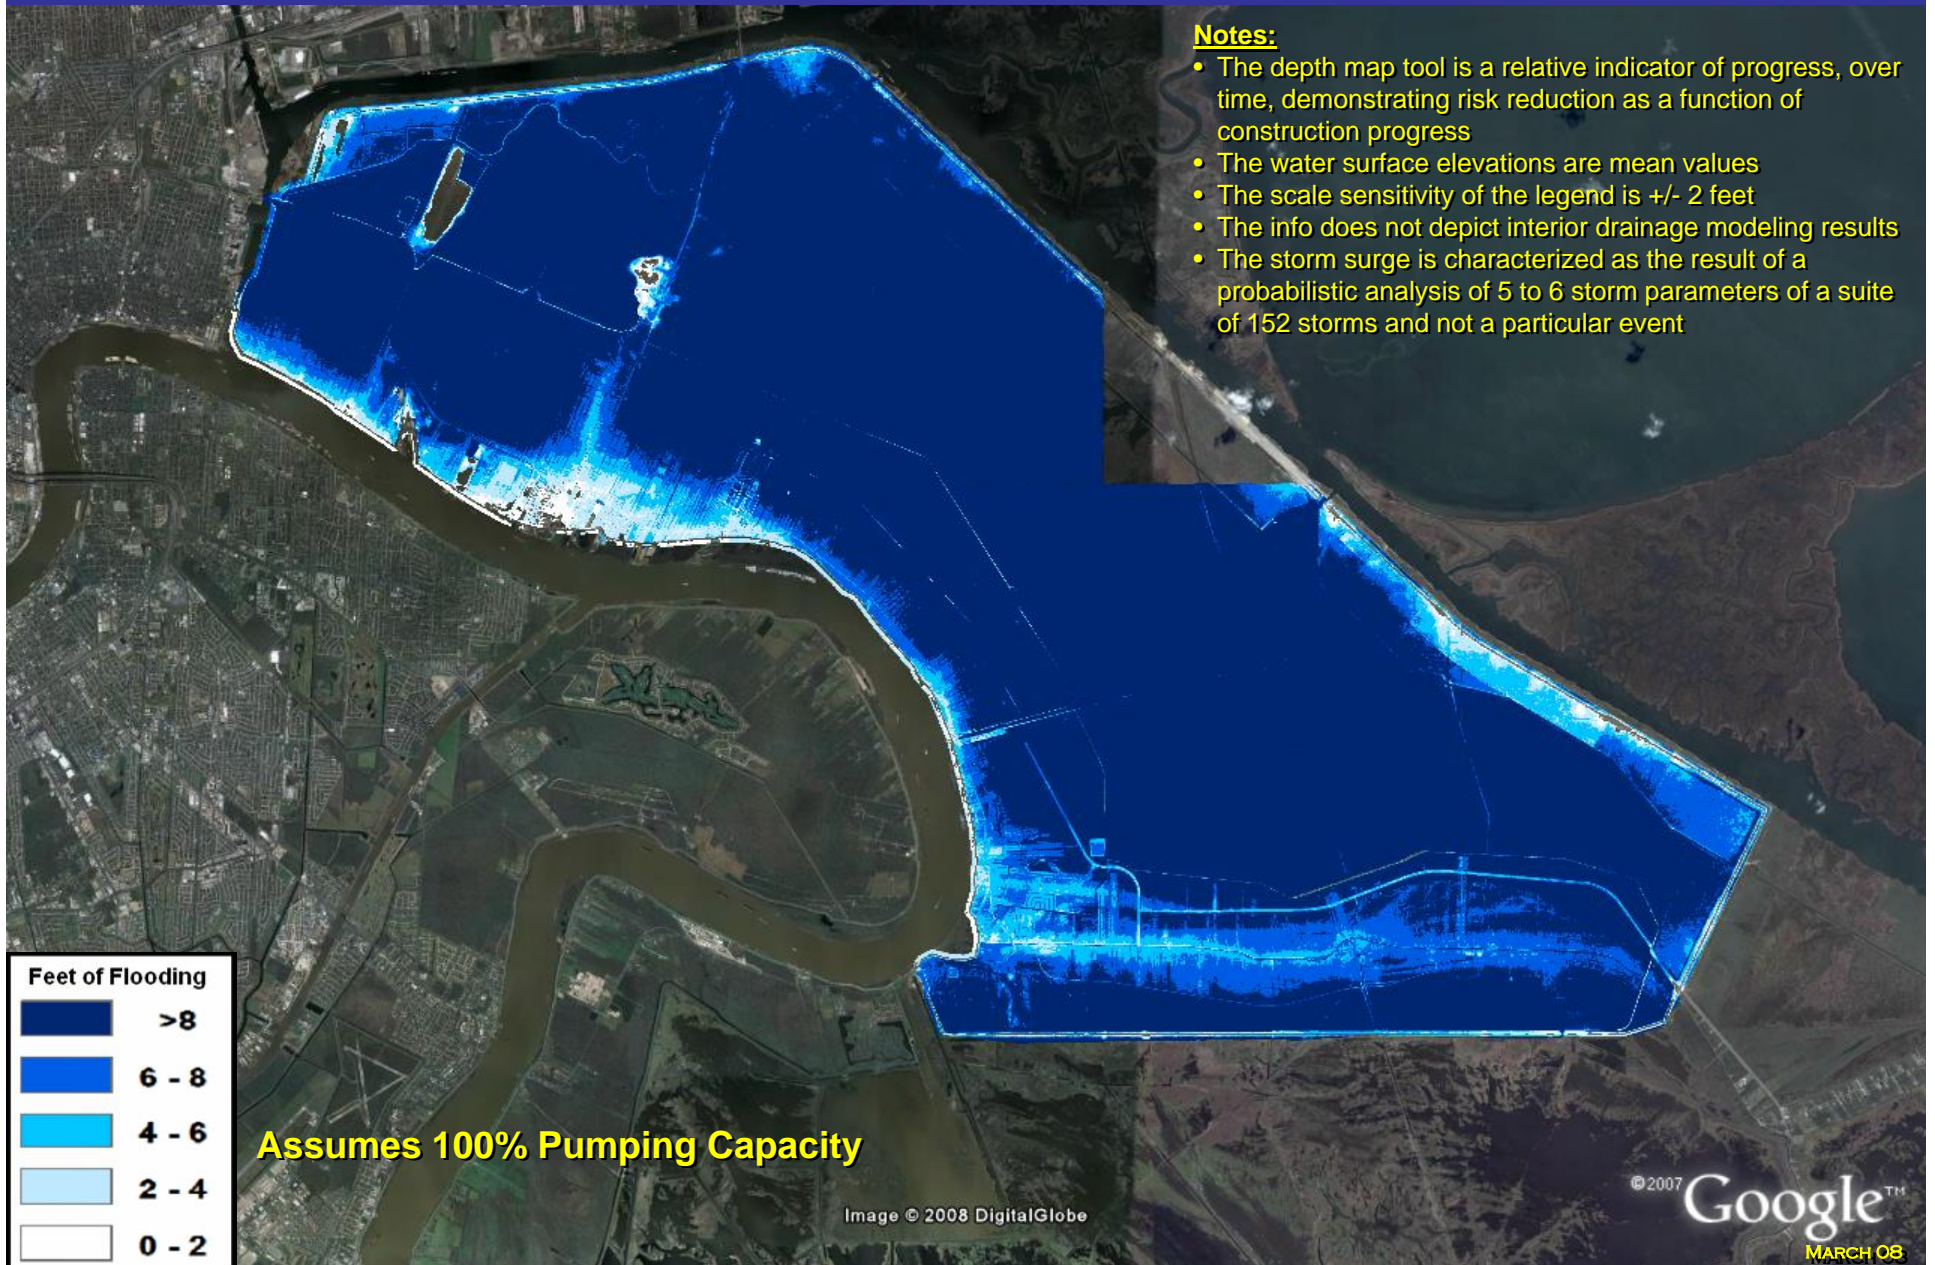 Notes:
• The depth map tool is a relative indicator of progress, over
time, demonstrating risk reduction as a function of
construction progress
• The water surface elevations are mean values
• The scale sensitivity of the legend is +/- 2 feet
• The info does not depict interior drainage modeling results
• The storm surge is characterized as the result of a
probabilistic analysis of 5 to 6 storm parameters of a suite
of 152 storms and not a particular event
Feet of Flooding
>8
6 - 8
4 - 6
2 - 4
0 - 2
Assumes 100% Pumping Capacity
Image © 2008 DigitalGlobe
©2007 Google™
MARCH 08